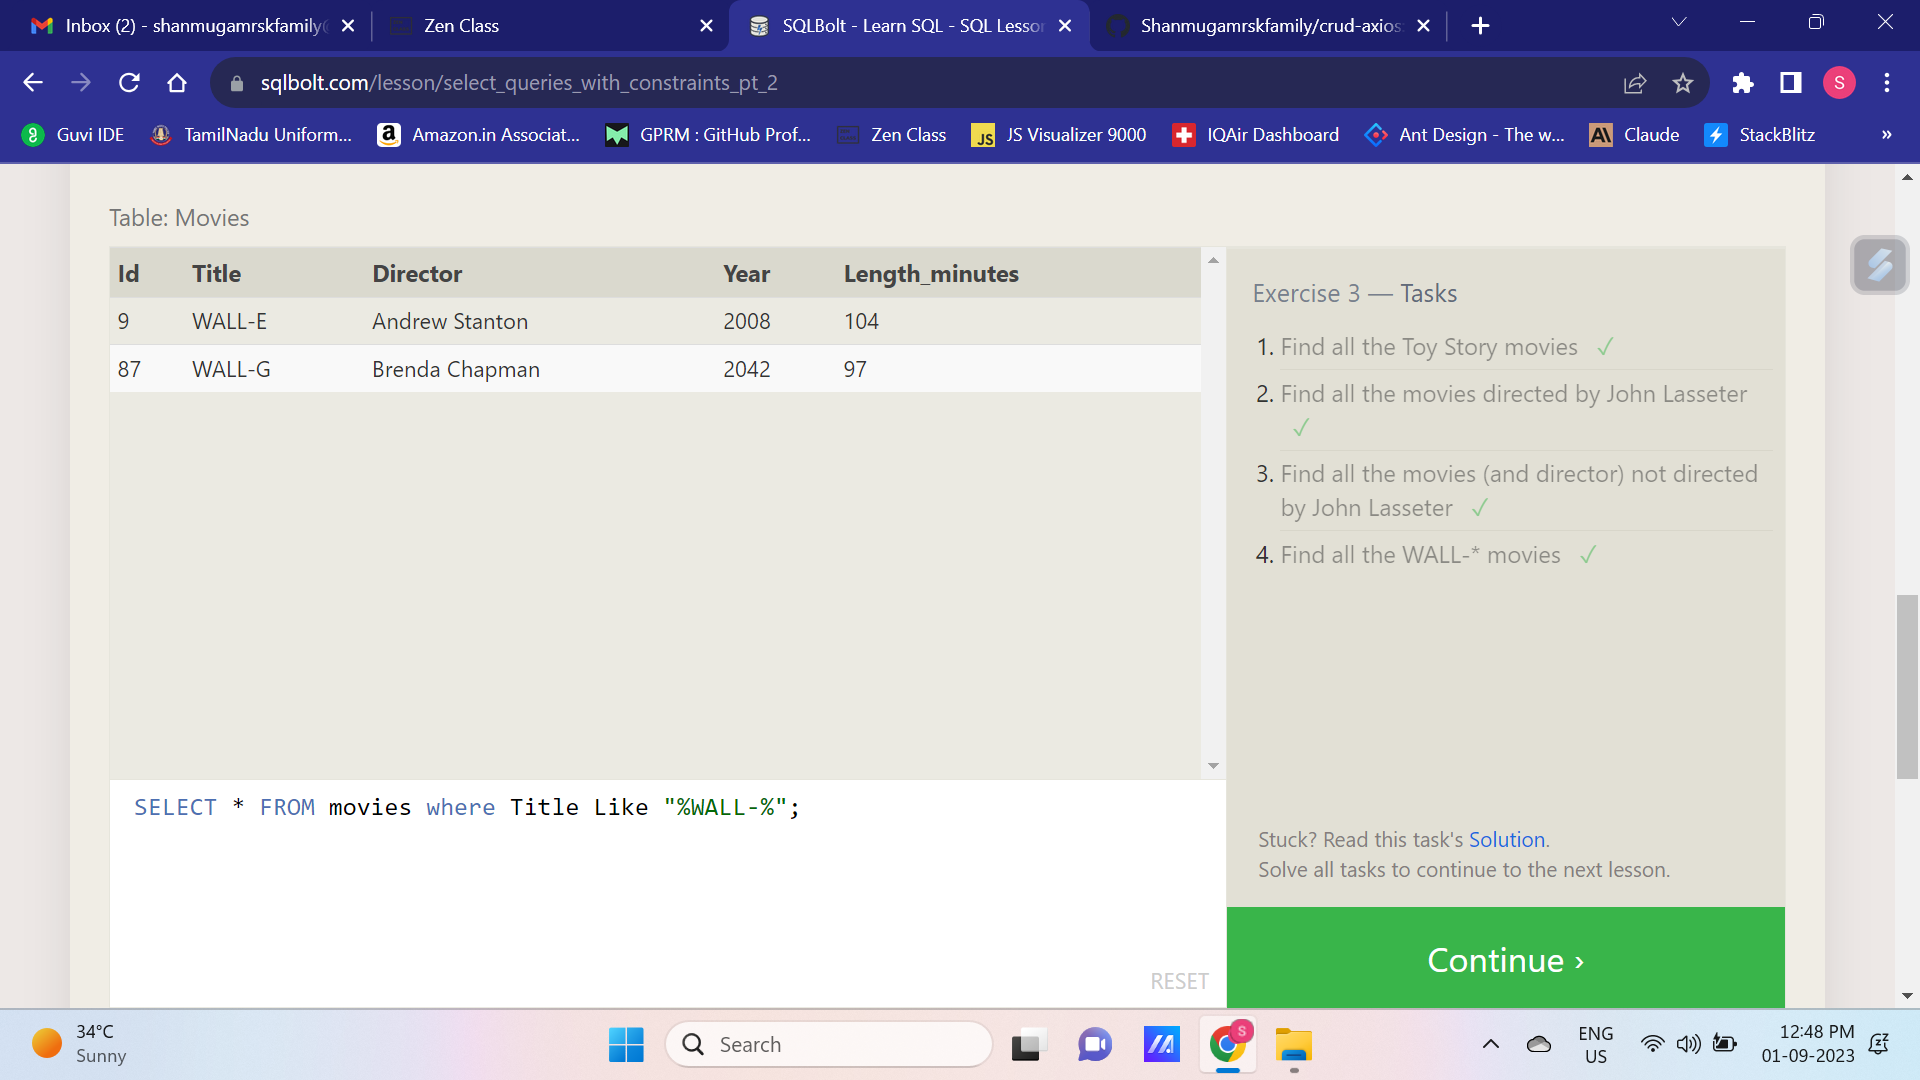 Inbox (2) - shanmugamrskfamily@
Zen Class
SQLBolt - Learn SQL - SQL Lesson
Shanmugamrskfamily/crud-axios
sqlbolt.com/lesson/select_queries_with_constraints_pt_2
S
Guvi IDE
TamilNadu Uniform...
Amazon.in Associat...
GPRM : GitHub Prof...
Zen Class
JS Visualizer 9000
IQAir Dashboard
Ant Design - The w...
Claude
StackBlitz
»
Table: Movies
Id Title Director Year Length_minutes
9 WALL-E Andrew Stanton 2008 104
87 WALL-G Brenda Chapman 2042 97
SELECT * FROM movies where Title Like "%WALL-%";
RESET
Exercise 3 — Tasks
1. Find all the Toy Story movies ✓
2. Find all the movies directed by John Lasseter
✓
3. Find all the movies (and director) not directed
by John Lasseter ✓
4. Find all the WALL-* movies ✓
Stuck? Read this task's Solution.
Solve all tasks to continue to the next lesson.
Continue ›
34°C
Sunny
Search
S
ENG
US
12:48 PM
01-09-2023